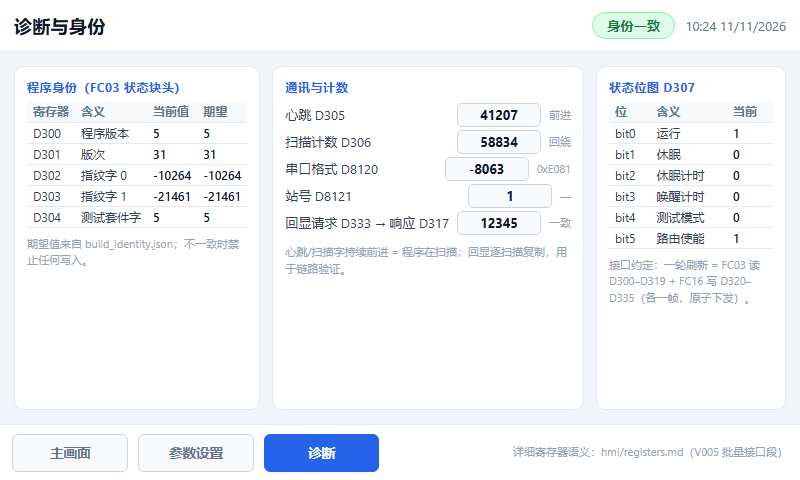 诊断与身份
身份一致 10:24 11/11/2026
程序身份（FC03 状态块头）
寄存器 含义 当前值 期望
D300 程序版本 5 5
D301 版次 31 31
D302 指纹字 0 -10264 -10264
D303 指纹字 1 -21461 -21461
D304 测试套件字 5 5
期望值来自 build_identity.json；不一致时禁
止任何写入。
通讯与计数
心跳 D305 41207 前进
扫描计数 D306 58834 回绕
串口格式 D8120 -8063 0xE081
站号 D8121 1 —
回显请求 D333 → 响应 D317 12345 一致
心跳/扫描字持续前进 = 程序在扫描；回显逐扫描复制，用
于链路验证。
状态位图 D307
位 含义 当前
bit0 运行 1
bit1 休眠 0
bit2 休眠计时 0
bit3 唤醒计时 0
bit4 测试模式 0
bit5 路由使能 1
接口约定：一轮刷新 = FC03 读
D300–D319 + FC16 写 D320–
D335（各一帧，原子下发）。
主画面 参数设置 诊断
详细寄存器语义：hmi/registers.md（V005 批量接口段）